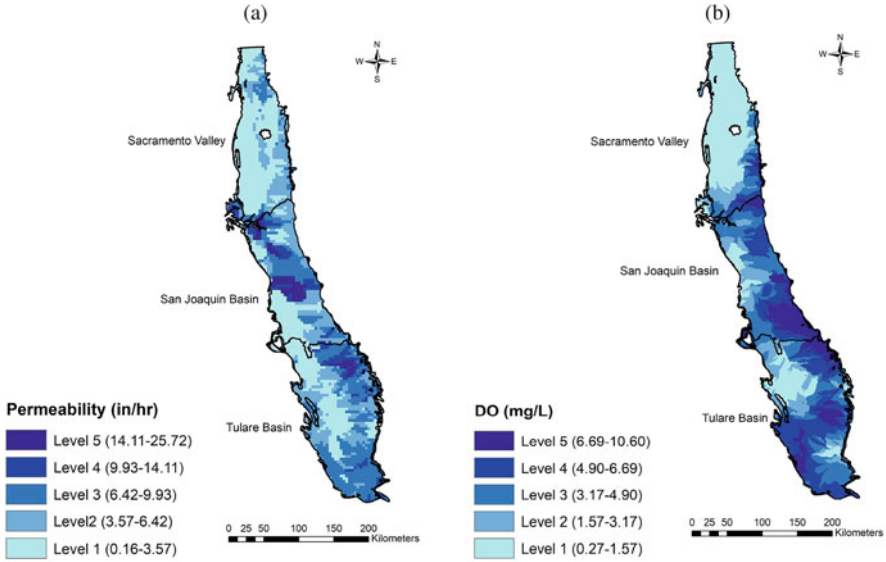 (a)
N
W E
S
Sacramento Valley
San Joaquin Basin
Tulare Basin
Permeability (in/hr)
Level 5 (14.11-25.72)
Level 4 (9.93-14.11)
Level 3 (6.42-9.93)
Level2 (3.57-6.42)
Level 1 (0.16-3.57)
0 25 50 100 150 200
Kilometers
(b)
N
W E
S
Sacramento Valley
San Joaquin Basin
Tulare Basin
DO (mg/L)
Level 5 (6.69-10.60)
Level 4 (4.90-6.69)
Level 3 (3.17-4.90)
Level 2 (1.57-3.17)
Level 1 (0.27-1.57)
0 25 50 100 150 200
Kilometers